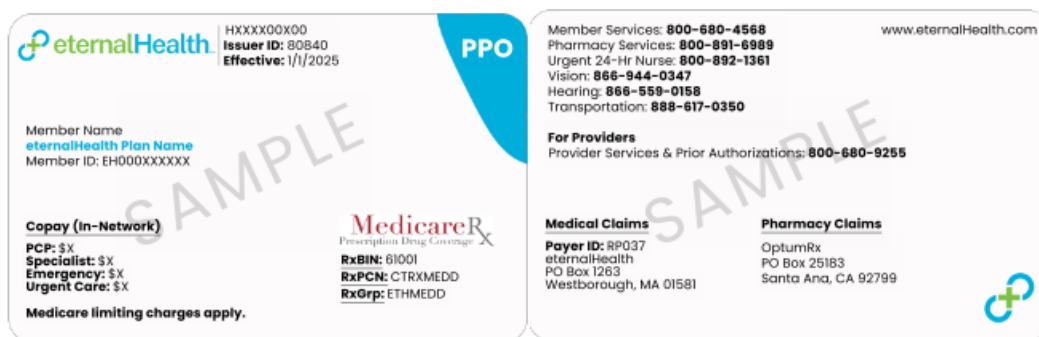 eternalHealth
HXXXX00X00
Issuer ID: 80840
Effective: 1/1/2025
PPO
Member Name
eternalHealth Plan Name
Member ID: EH000XXXXXX
SAMPLE
Copay (In-Network)
PCP: $X
Specialist: $X
Emergency: $X
Urgent Care: $X
Medicare limiting charges apply.
MedicareRx
Prescription Drug Coverage
RxBIN: 61001
RxPCN: CTRXMEDD
RxGrp: ETHMEDD
Member Services: 800-680-4568
Pharmacy Services: 800-891-6989
Urgent 24-Hr Nurse: 800-892-1361
Vision: 866-944-0347
Hearing: 866-559-0158
Transportation: 888-617-0350
www.eternalHealth.com
For Providers
Provider Services & Prior Authorizations: 800-680-9255
SAMPLE
Medical Claims
Payer ID: RP037
eternalHealth
PO Box 1263
Westborough, MA 01581
Pharmacy Claims
OptumRx
PO Box 25183
Santa Ana, CA 92799